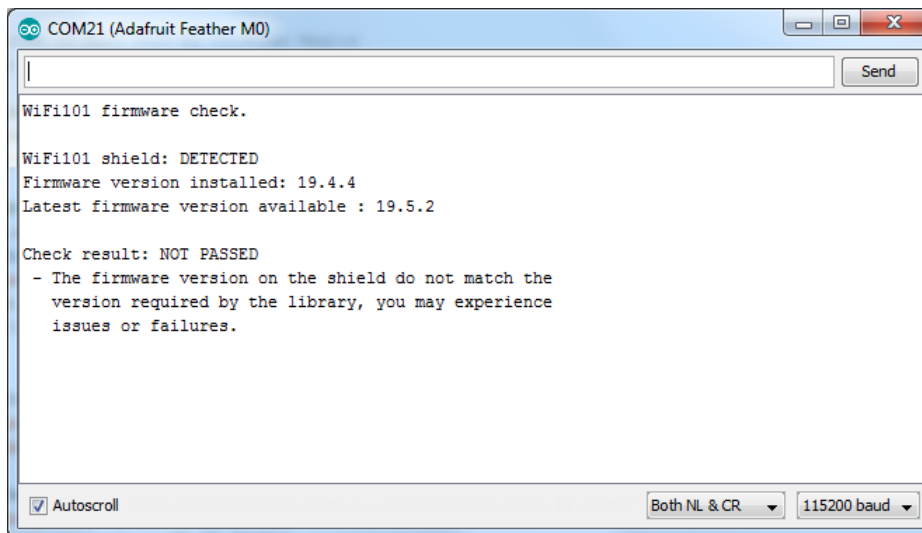 COM21 (Adafruit Feather M0)
Send
WiFi101 firmware check.
WiFi101 shield: DETECTED
Firmware version installed: 19.4.4
Latest firmware version available : 19.5.2
Check result: NOT PASSED
- The firmware version on the shield do not match the
version required by the library, you may experience
issues or failures.
Autoscroll
Both NL & CR
115200 baud